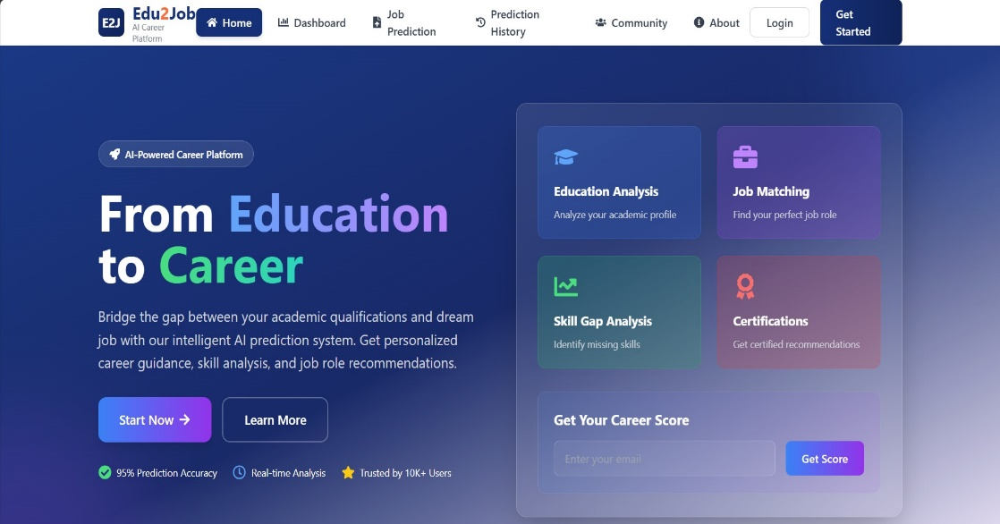 E2J
Edu2Job
AI Career
Platform
Home
Dashboard
Job
Prediction
Prediction
History
Community
About
Login
Get
Started
AI-Powered Career Platform
From Education
to Career
Bridge the gap between your academic qualifications and dream
job with our intelligent AI prediction system. Get personalized
career guidance, skill analysis, and job role recommendations.
Start Now
Learn More
95% Prediction Accuracy
Real-time Analysis
Trusted by 10K+ Users
Education Analysis
Analyze your academic profile
Job Matching
Find your perfect job role
Skill Gap Analysis
Identify missing skills
Certifications
Get certified recommendations
Get Your Career Score
Enter your email
Get Score